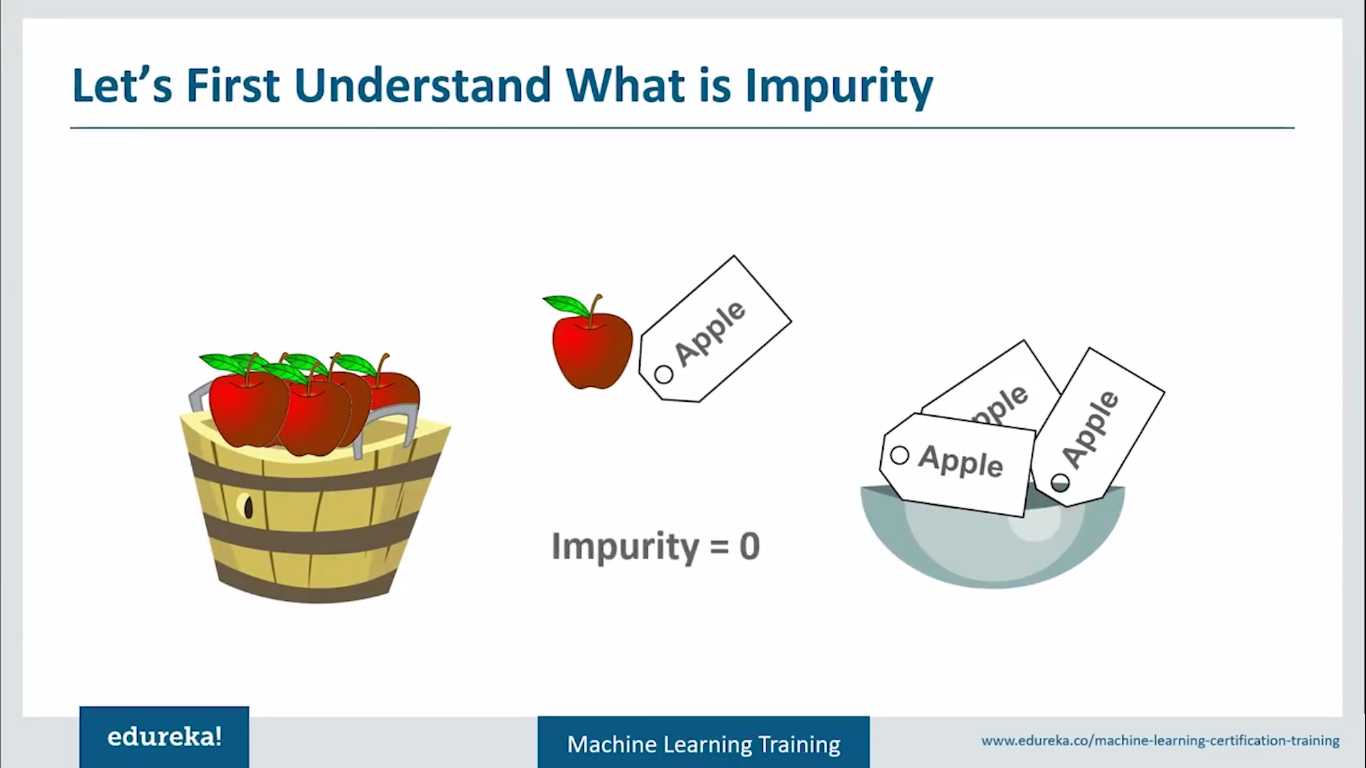 Let's First Understand What is Impurity
Apple
pple
Apple
Apple
Impurity = 0
edureka!
Machine Learning Training
www.edureka.co/machine-learning-certification-training